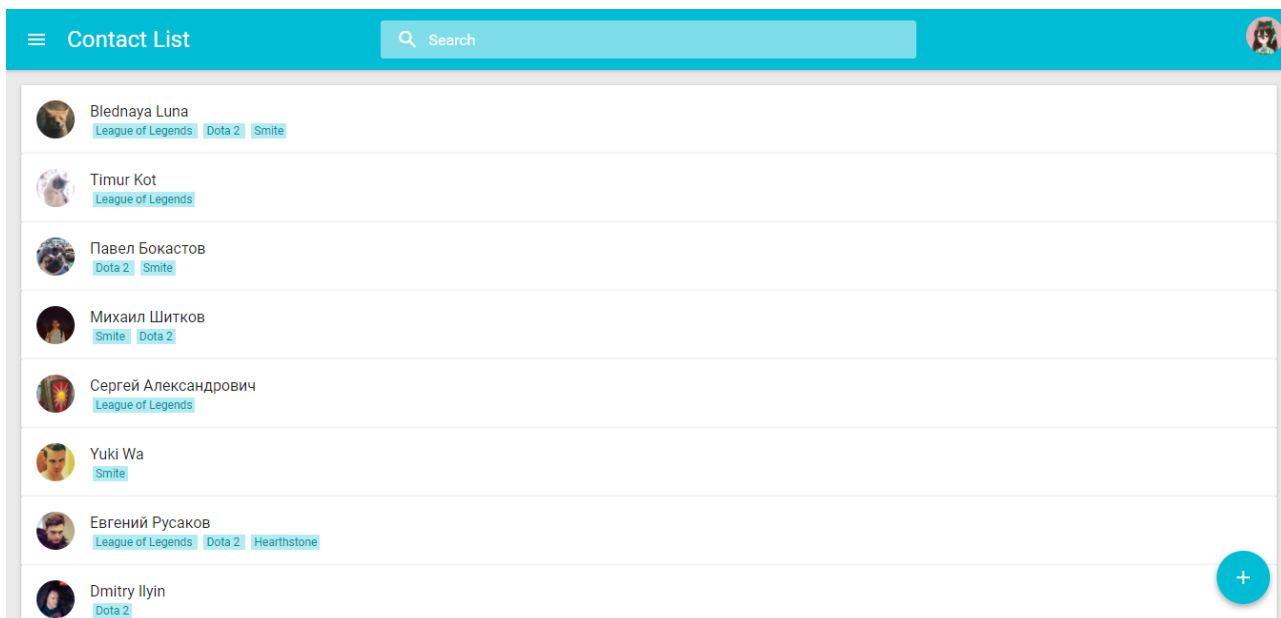 Contact List
Search
Blednaya Luna
League of Legends Dota 2 Smite
Timur Kot
League of Legends
Павел Бокастов
Dota 2 Smite
Михаил Шитков
Smite Dota 2
Сергей Александрович
League of Legends
Yuki Wa
Smite
Евгений Русаков
League of Legends Dota 2 Hearthstone
Dmitry Ilyin
Dota 2